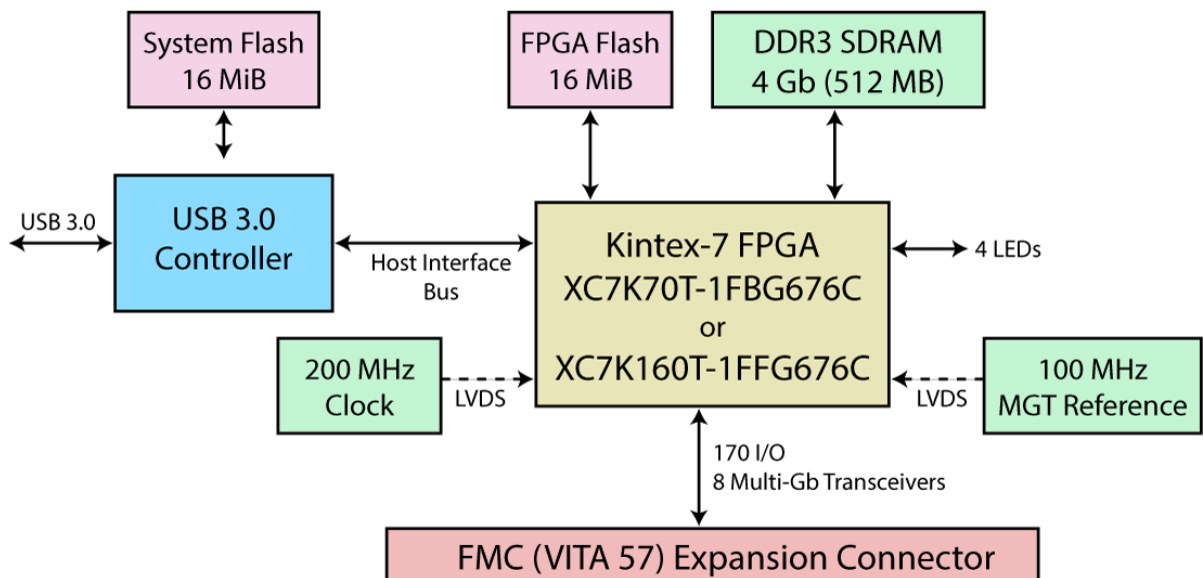 System Flash
16 MiB
FPGA Flash
16 MiB
DDR3 SDRAM
4 Gb (512 MB)
USB 3.0
USB 3.0
Controller
Host Interface
Bus
Kintex-7 FPGA
XC7K70T-1FBG676C
or
XC7K160T-1FFG676C
4 LEDs
200 MHz
Clock
LVDS
LVDS
100 MHz
MGT Reference
170 I/O
8 Multi-Gb Transceivers
FMC (VITA 57) Expansion Connector